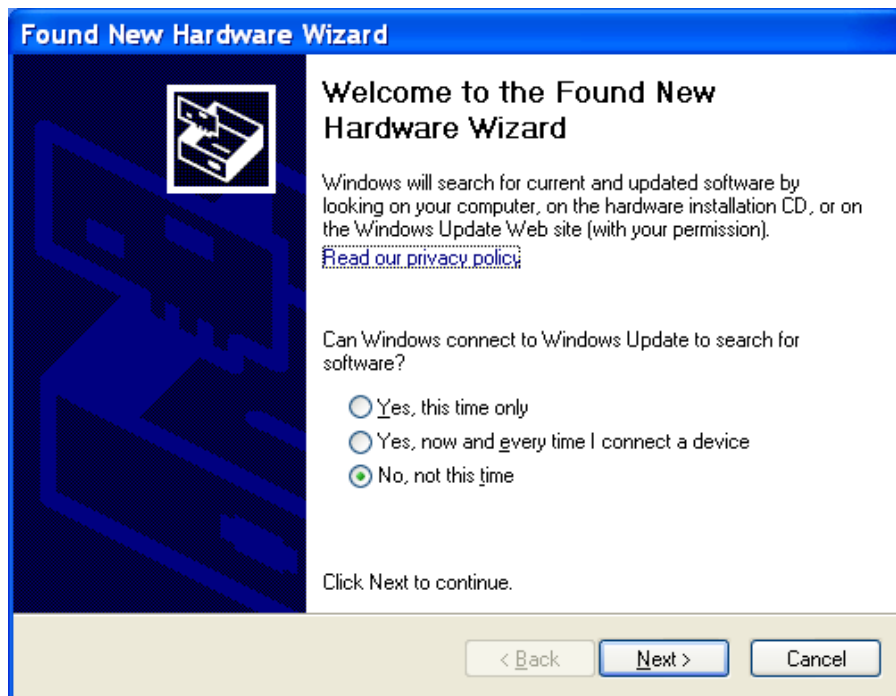 Found New Hardware Wizard
Welcome to the Found New
Hardware Wizard
Windows will search for current and updated software by
looking on your computer, on the hardware installation CD, or on
the Windows Update Web site (with your permission).
Read our privacy policy
Can Windows connect to Windows Update to search for
software?
Yes, this time only
Yes, now and every time I connect a device
No, not this time
Click Next to continue.
< Back
Next >
Cancel